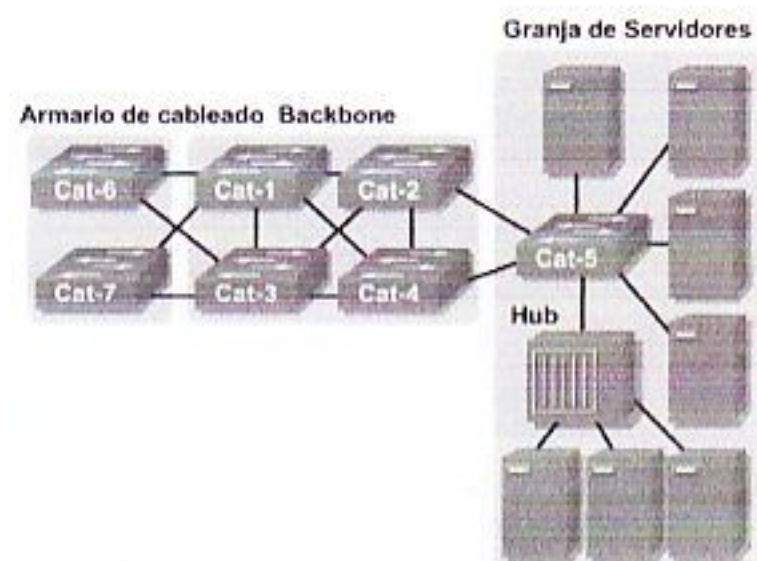 Granja de Servidores
Armario de cableado Backbone
Cat-6
Cat-1
Cat-2
Cat-5
Cat-7
Cat-3
Cat-4
Hub